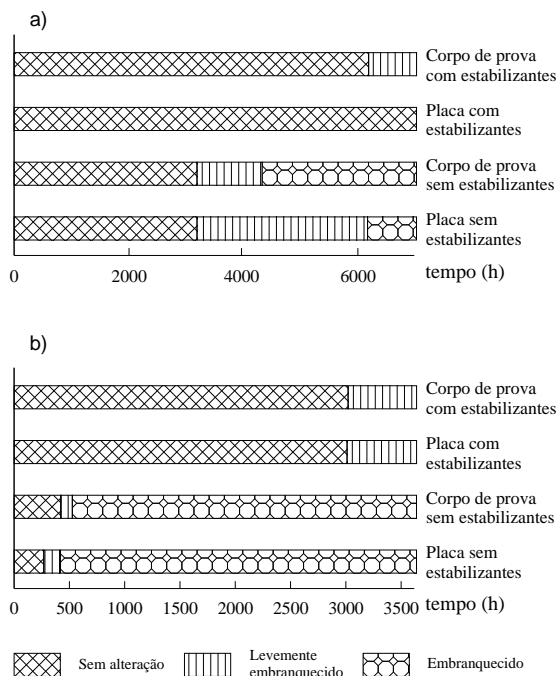 a)
Corpo de prova
com estabilizantes
Placa com
estabilizantes
Corpo de prova
sem estabilizantes
Placa sem
estabilizantes
0 2000 4000 6000 tempo (h)
b)
Corpo de prova
com estabilizantes
Placa com
estabilizantes
Corpo de prova
sem estabilizantes
Placa sem
estabilizantes
0 500 1000 1500 2000 2500 3000 3500 tempo (h)
Sem alteração
Levemente
embranquecido
Embranquecido